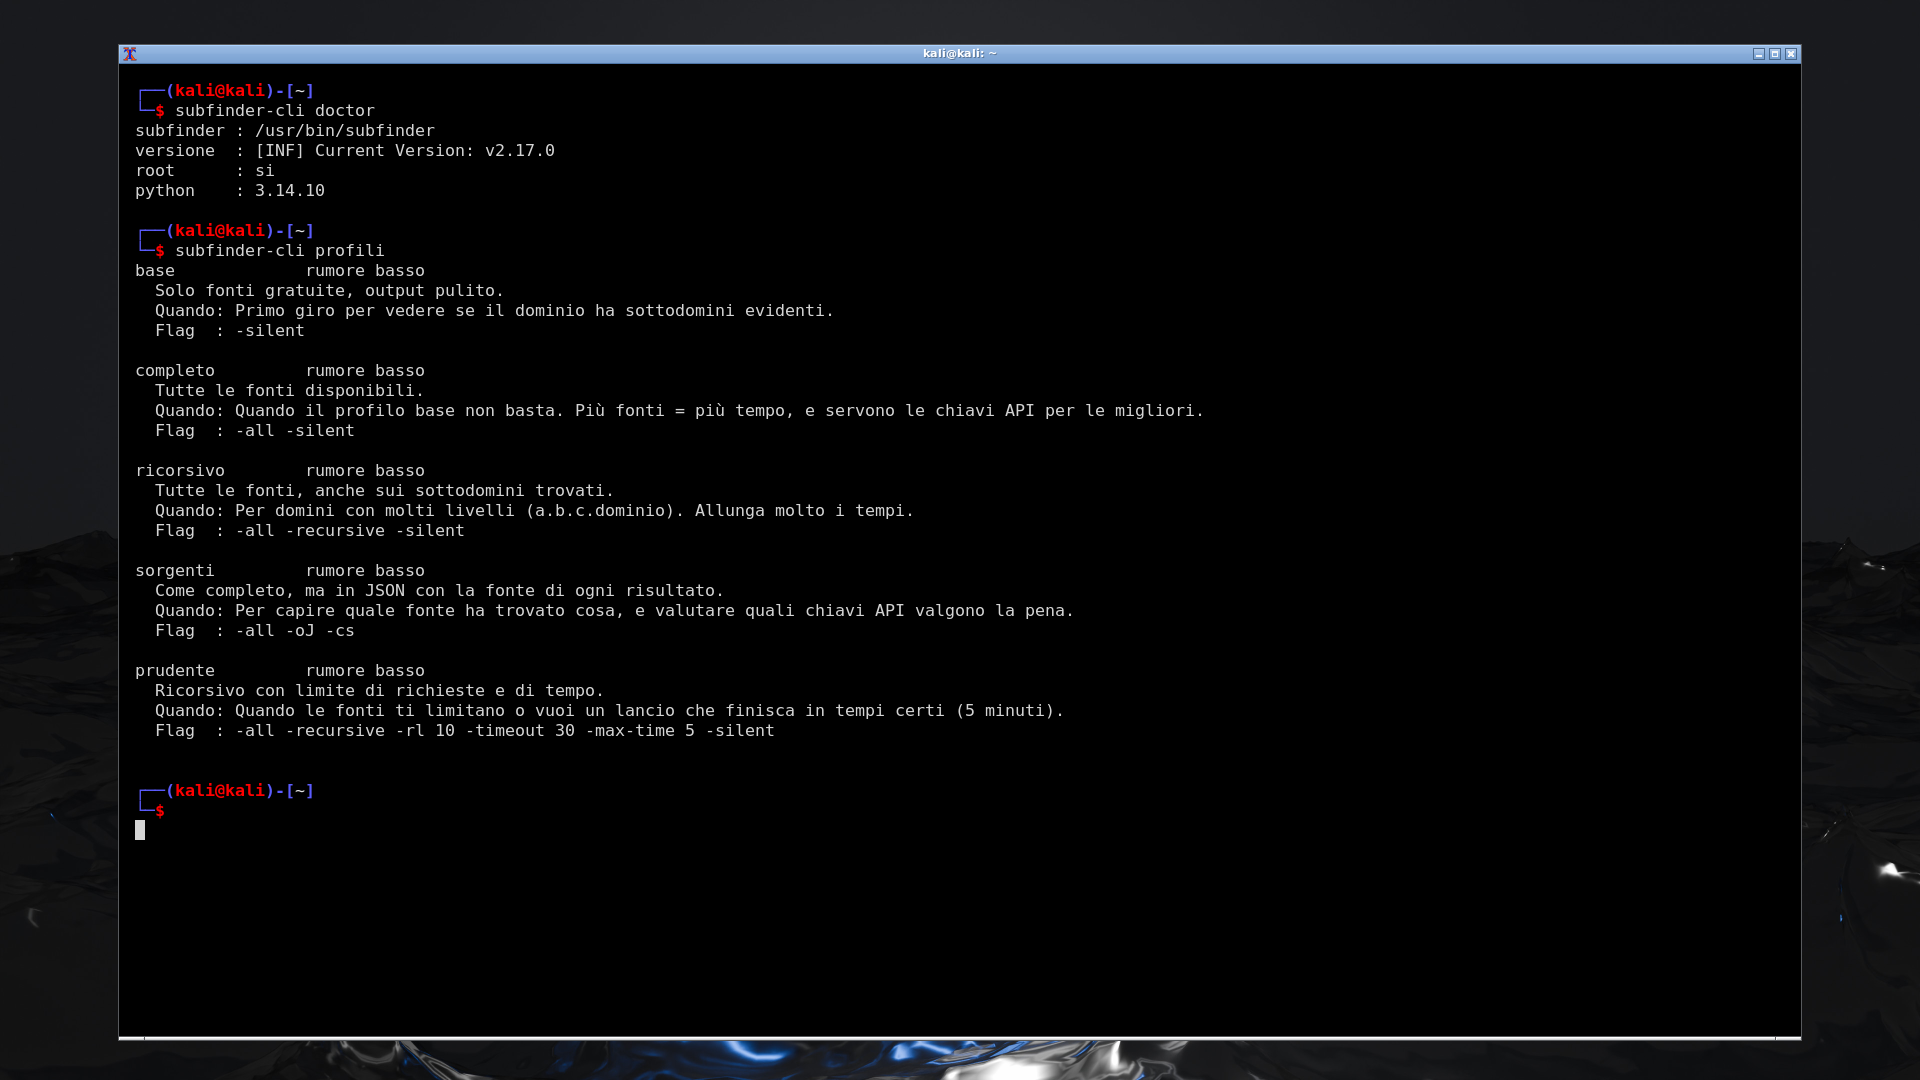 kali@kali: ~
┌──(kali@kali)-[~]
└─$ subfinder-cli doctor
subfinder : /usr/bin/subfinder
versione  : [INF] Current Version: v2.17.0
root      : si
python    : 3.14.10
┌──(kali@kali)-[~]
└─$ subfinder-cli profili
base             rumore basso
  Solo fonti gratuite, output pulito.
  Quando: Primo giro per vedere se il dominio ha sottodomini evidenti.
  Flag  : -silent
completo         rumore basso
  Tutte le fonti disponibili.
  Quando: Quando il profilo base non basta. Più fonti = più tempo, e servono le chiavi API per le migliori.
  Flag  : -all -silent
ricorsivo        rumore basso
  Tutte le fonti, anche sui sottodomini trovati.
  Quando: Per domini con molti livelli (a.b.c.dominio). Allunga molto i tempi.
  Flag  : -all -recursive -silent
sorgenti         rumore basso
  Come completo, ma in JSON con la fonte di ogni risultato.
  Quando: Per capire quale fonte ha trovato cosa, e valutare quali chiavi API valgono la pena.
  Flag  : -all -oJ -cs
prudente         rumore basso
  Ricorsivo con limite di richieste e di tempo.
  Quando: Quando le fonti ti limitano o vuoi un lancio che finisca in tempi certi (5 minuti).
  Flag  : -all -recursive -rl 10 -timeout 30 -max-time 5 -silent
┌──(kali@kali)-[~]
└─$